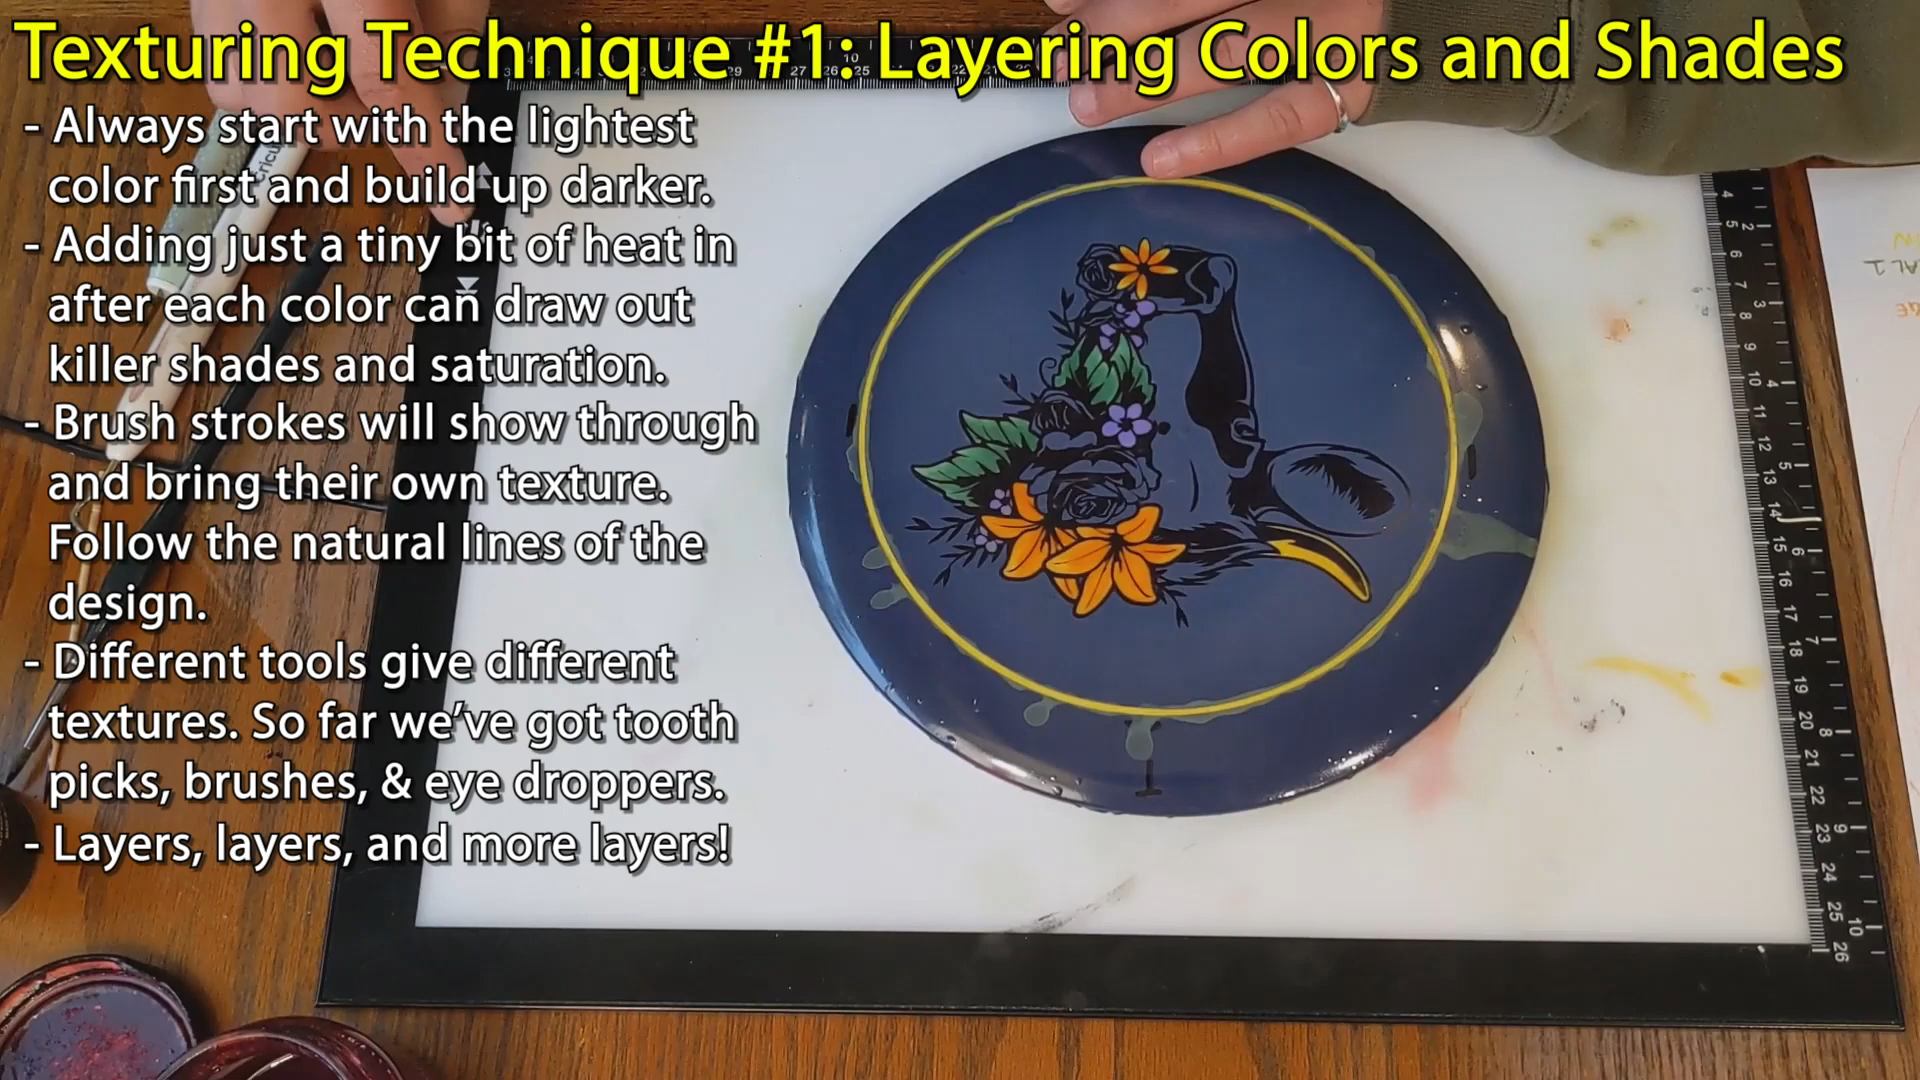 Texturing Technique #1: Layering Colors and Shades
- Always start with the lightest
color first and build up darker.
- Adding just a tiny bit of heat in
after each color can draw out
killer shades and saturation.
- Brush strokes will show through
and bring their own texture.
Follow the natural lines of the
design.
- Different tools give different
textures. So far we've got tooth
picks, brushes, & eye droppers.
- Layers, layers, and more layers!